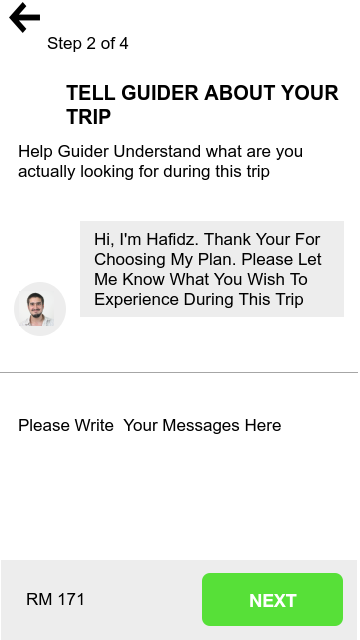 Step 2 of 4
TELL GUIDER ABOUT YOUR
TRIP
Help Guider Understand what are you
actually looking for during this trip
Hi, I'm Hafidz. Thank Your For
Choosing My Plan. Please Let
Me Know What You Wish To
Experience During This Trip
Please Write  Your Messages Here
RM 171
NEXT